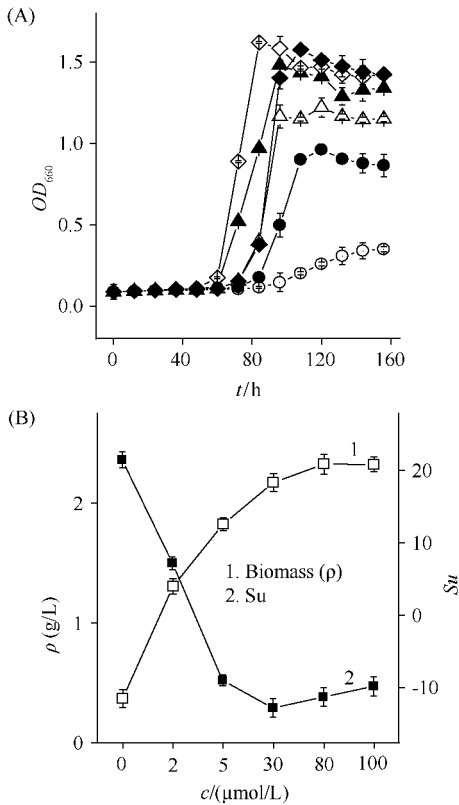 (A)
1.5
1.0
0.5
0.0
OD660
0 40 80 120 160
t/h
(B)
2
1
0
ρ (g/L)
1
1. Biomass (ρ)
2. Su
2
20
10
0
-10
Su
0 2 5 30 80 100
c/(μmol/L)